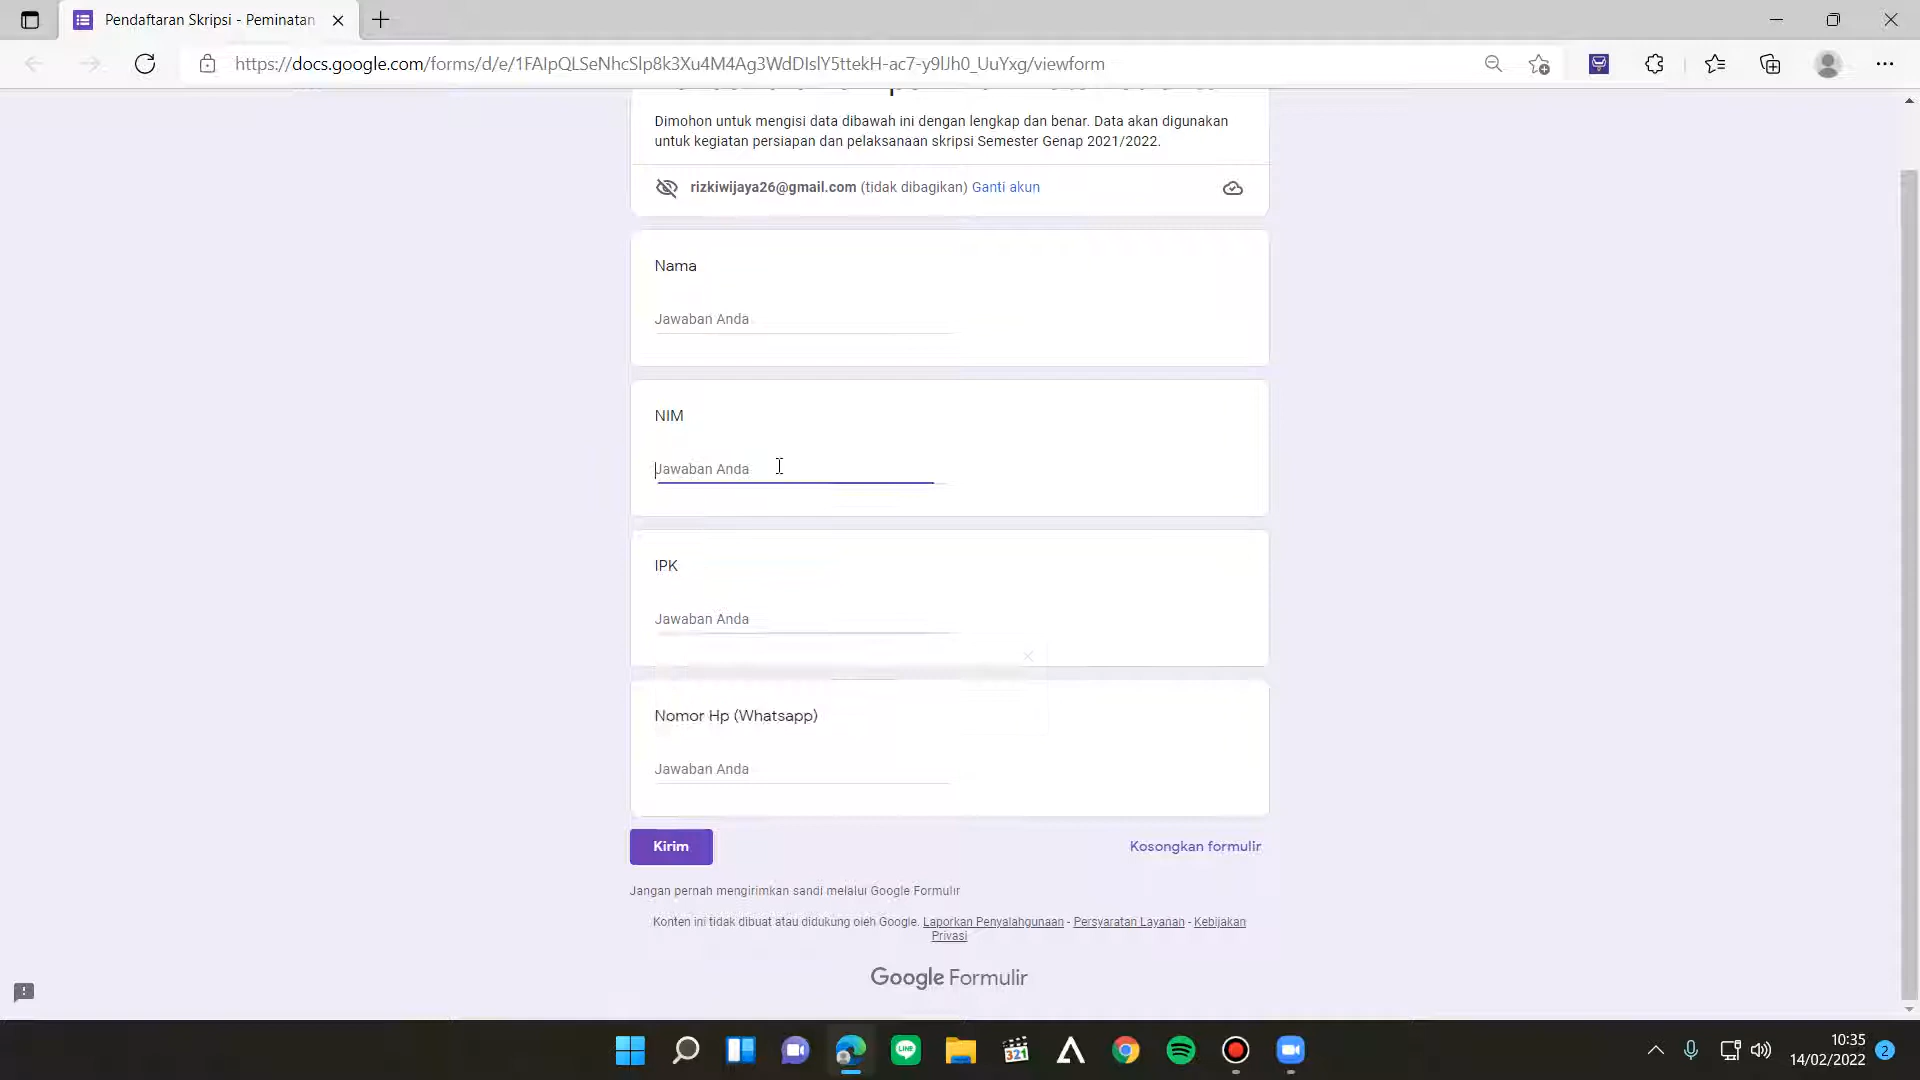 Pendaftaran Skripsi - Peminatan
https://docs.google.com/forms/d/e/1FAIpQLSeNhcSlp8k3Xu4M4Ag3WdDIslY5ttekH-ac7-y9lJh0_UuYxg/viewform
Dimohon untuk mengisi data dibawah ini dengan lengkap dan benar. Data akan digunakan
untuk kegiatan persiapan dan pelaksanaan skripsi Semester Genap 2021/2022.
rizkiwijaya26@gmail.com (tidak dibagikan) Ganti akun
Nama
Jawaban Anda
NIM
Jawaban Anda
IPK
Jawaban Anda
Nomor Hp (Whatsapp)
Jawaban Anda
Kirim
Kosongkan formulir
Jangan pernah mengirimkan sandi melalui Google Formulir
Konten ini tidak dibuat atau didukung oleh Google. Laporkan Penyalahgunaan - Persyaratan Layanan - Kebijakan
Privasi
Google Formulir
LINE
321
10:35
14/02/2022
2